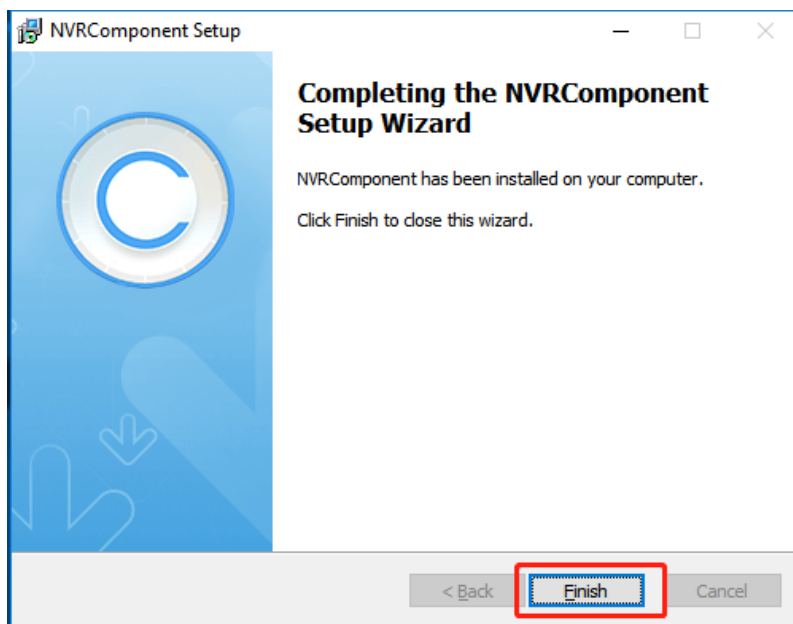 NVRComponent Setup
Completing the NVRComponent
Setup Wizard
NVRComponent has been installed on your computer.
Click Finish to close this wizard.
< Back
Finish
Cancel